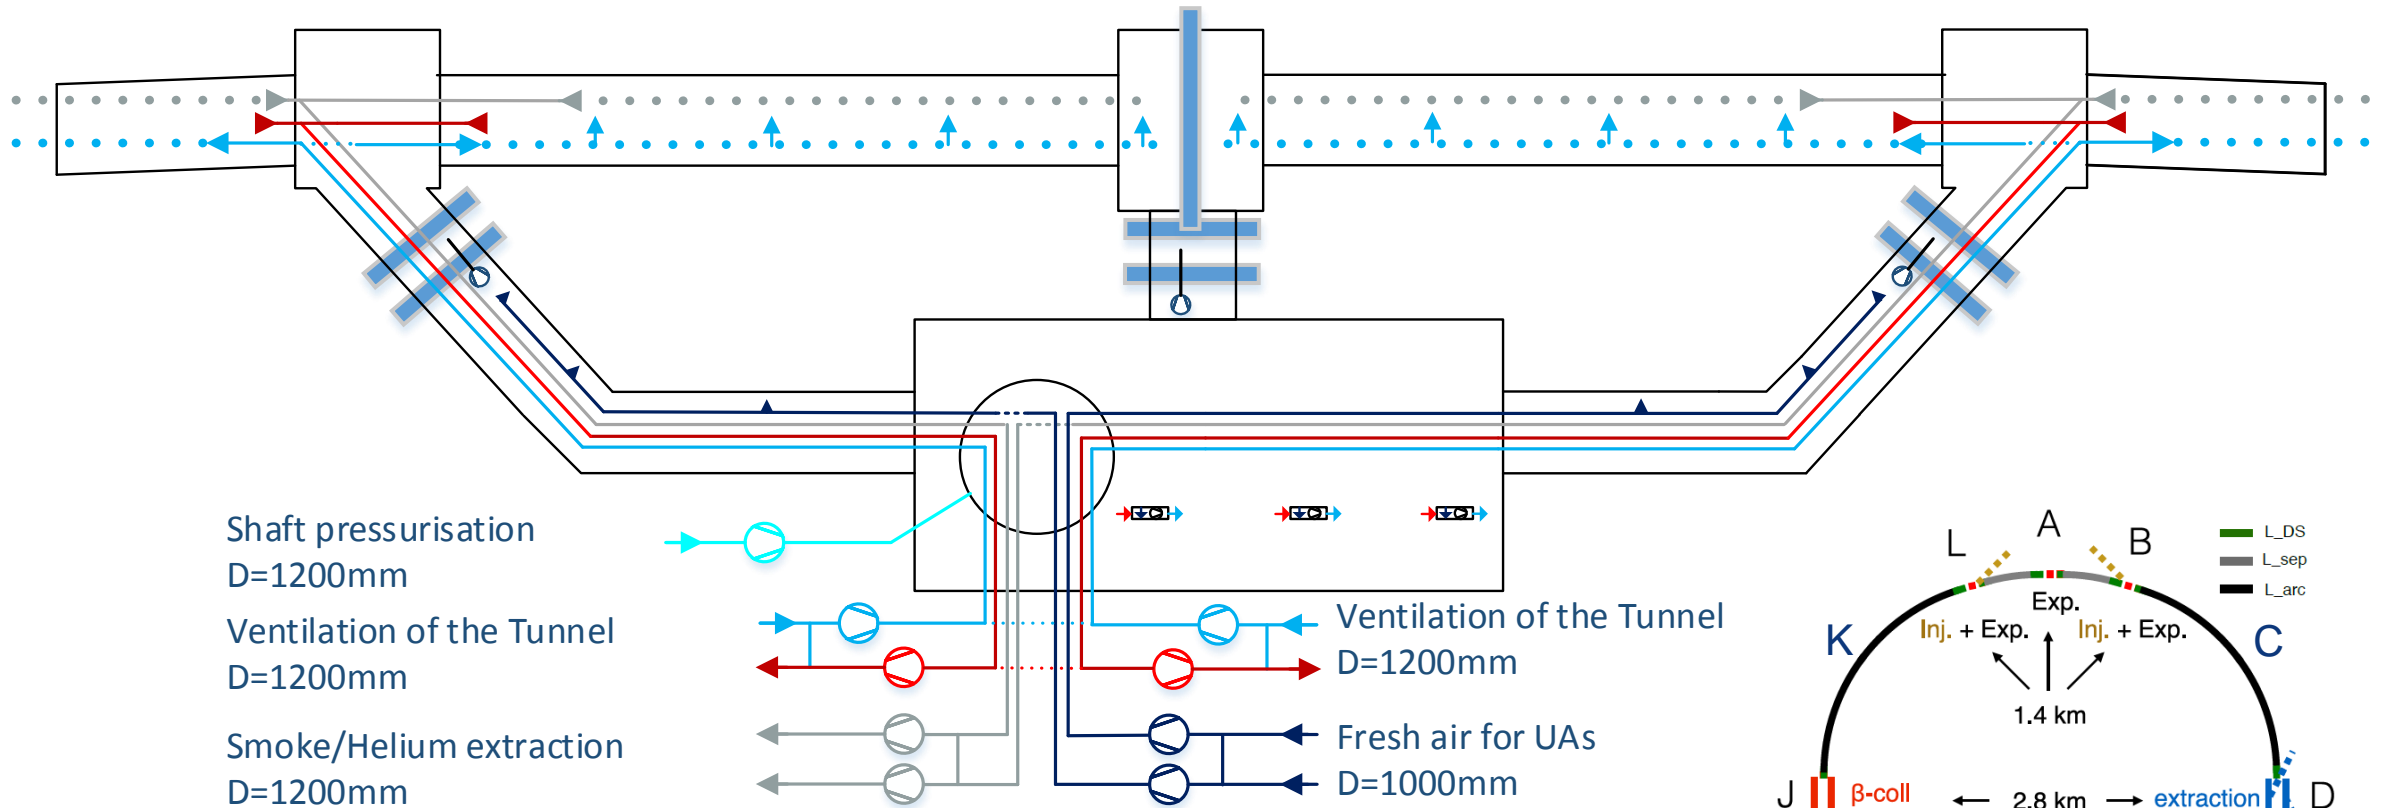 Shaft pressurisation
D=1200mm
Ventilation of the Tunnel
D=1200mm
Smoke/Helium extraction
D=1200mm
Ventilation of the Tunnel
D=1200mm
Fresh air for UAs
D=1000mm
L A B
L_DS
L_sep
L_arc
Exp.
Inj. + Exp. Inj. + Exp.
K C
1.4 km
J β-coll 2.8 km extraction D